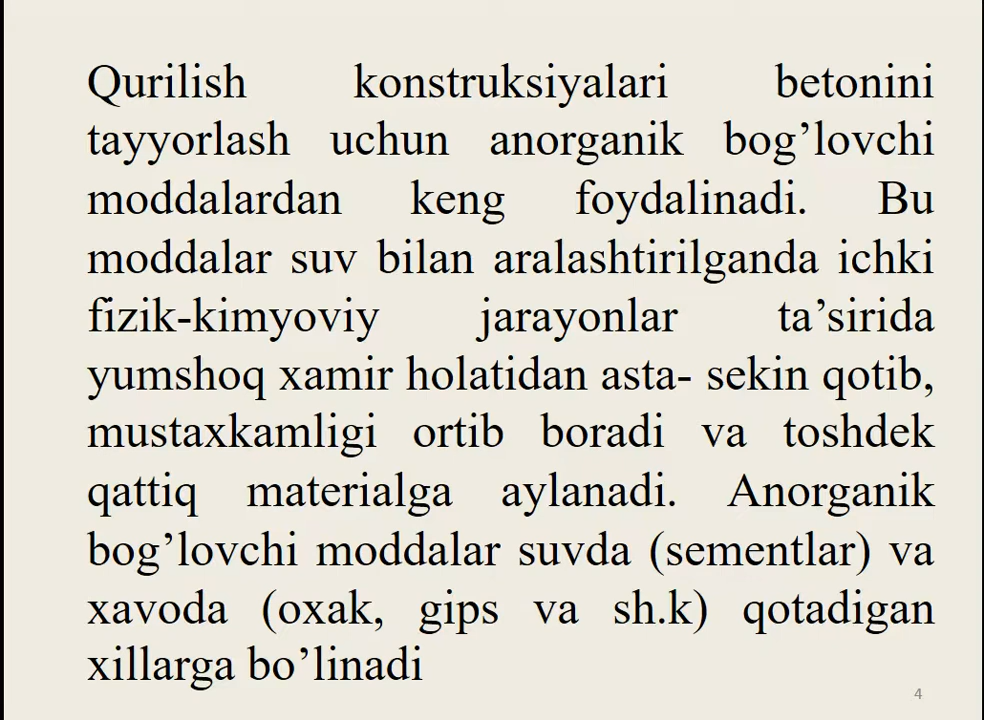 Qurilish konstruksiyalari betonini
tayyorlash uchun anorganik bog’lovchi
moddalardan keng foydalinadi. Bu
moddalar suv bilan aralashtirilganda ichki
fizik-kimyoviy jarayonlar ta’sirida
yumshoq xamir holatidan asta- sekin qotib,
mustaxkamligi ortib boradi va toshdek
qattiq materialga aylanadi. Anorganik
bog’lovchi moddalar suvda (sementlar) va
xavoda (oxak, gips va sh.k) qotadigan
xillarga bo’linadi
4